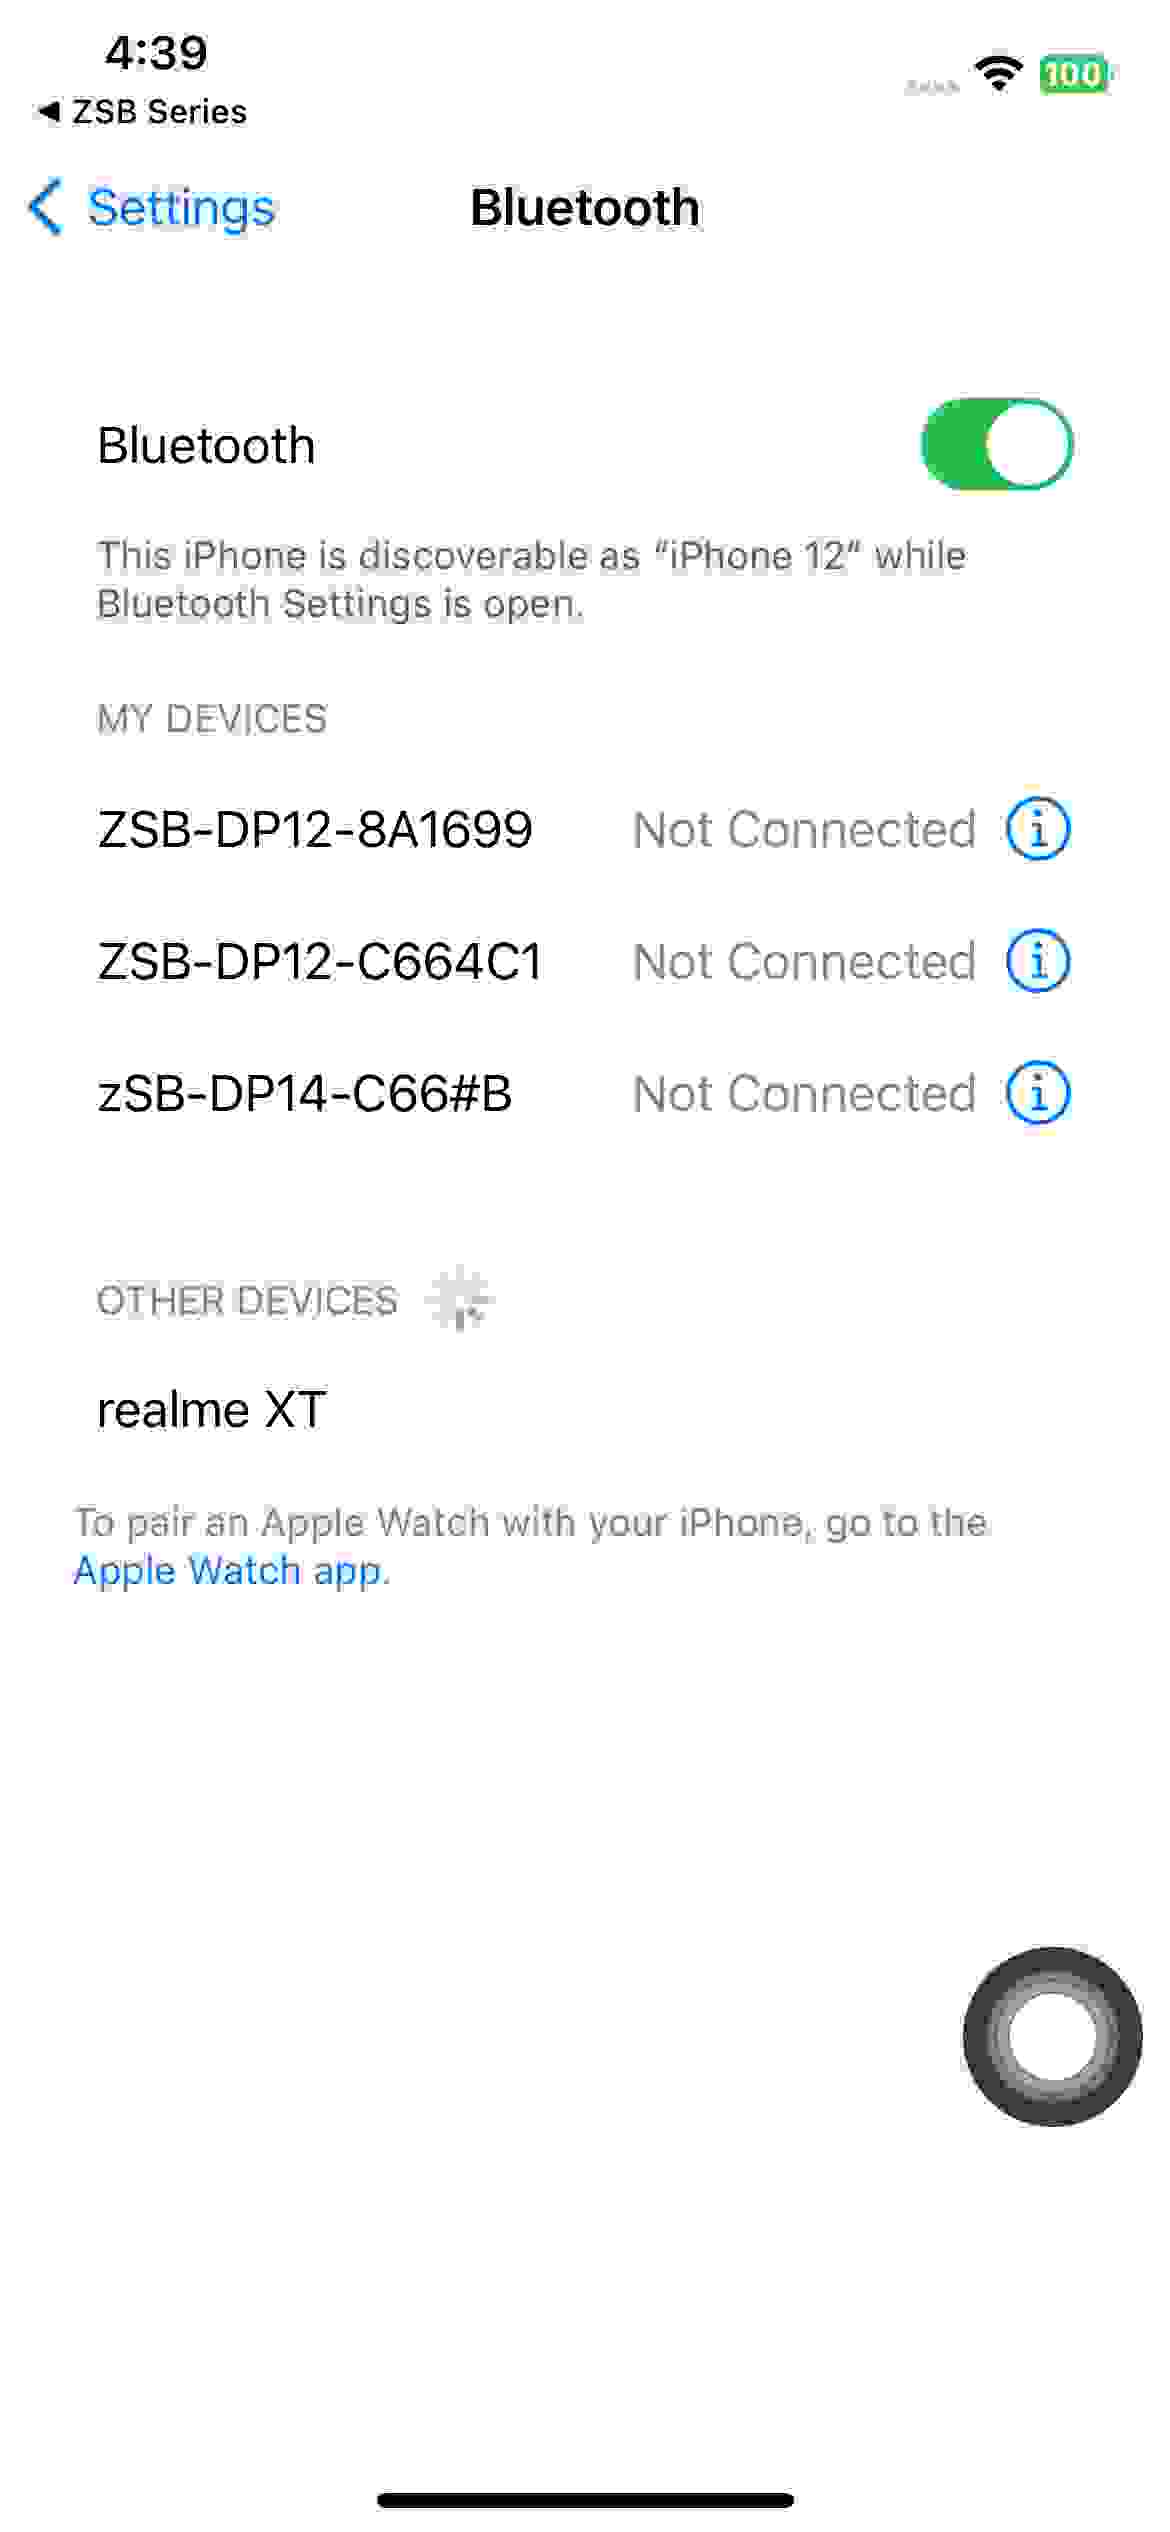 4:39
100
ZSB Series
Settings
Bluetooth
Bluetooth
This iPhone is discoverable as “iPhone 12” while
Bluetooth Settings is open.
MY DEVICES
ZSB-DP12-8A1699 Not Connected
ZSB-DP12-C664C1 Not Connected
zSB-DP14-C66#B Not Connected
OTHER DEVICES
realme XT
To pair an Apple Watch with your iPhone, go to the
Apple Watch app.